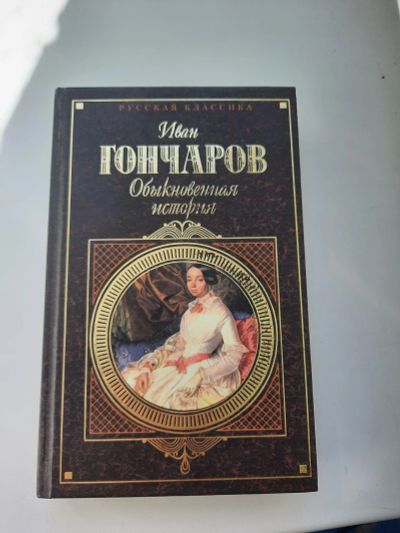 РУССКАЯ КЛАССИКА
Иван
ГОНЧАРОВ
Обыкновенная
история